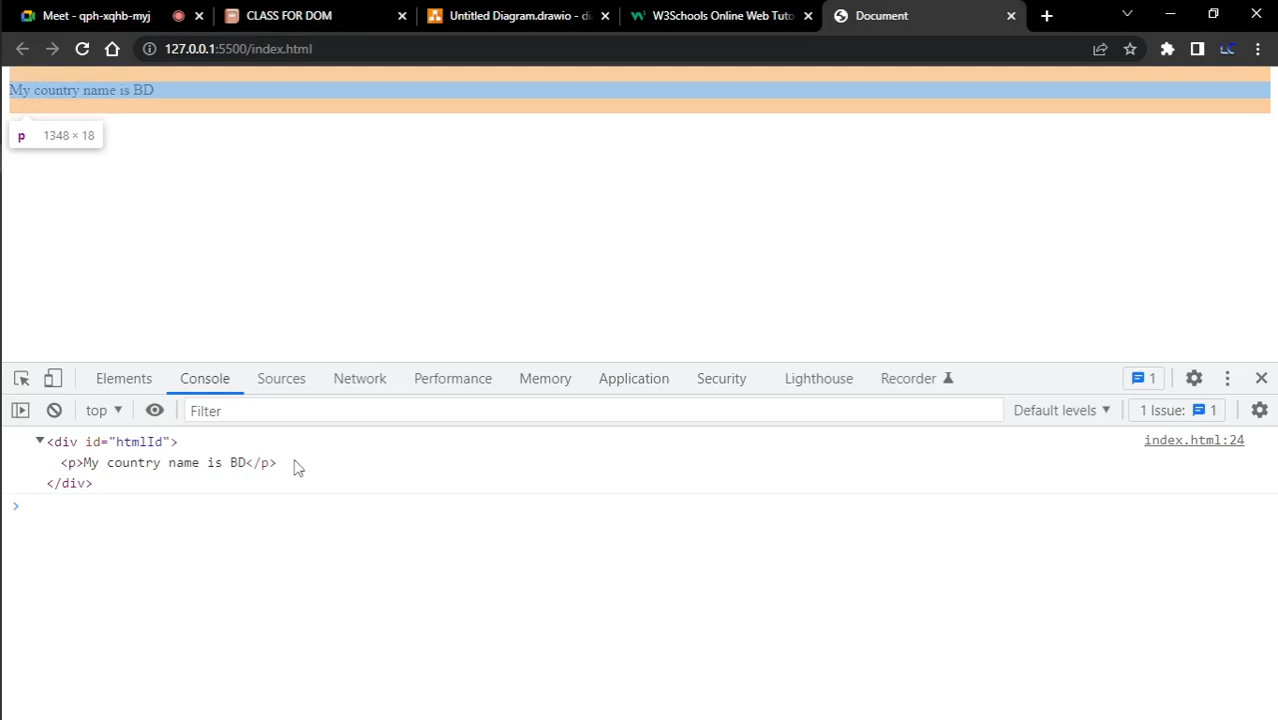 Meet - qph-xqhb-myj
CLASS FOR DOM
Untitled Diagram.drawio - di
W3Schools Online Web Tuto
Document
127.0.0.1:5500/index.html
My country name is BD
p 1348 × 18
Elements Console Sources Network Performance Memory Application Security Lighthouse Recorder 1
top Filter Default levels 1 Issue: 1
<div id="htmlId"> index.html:24
<p>My country name is BD</p>
</div>